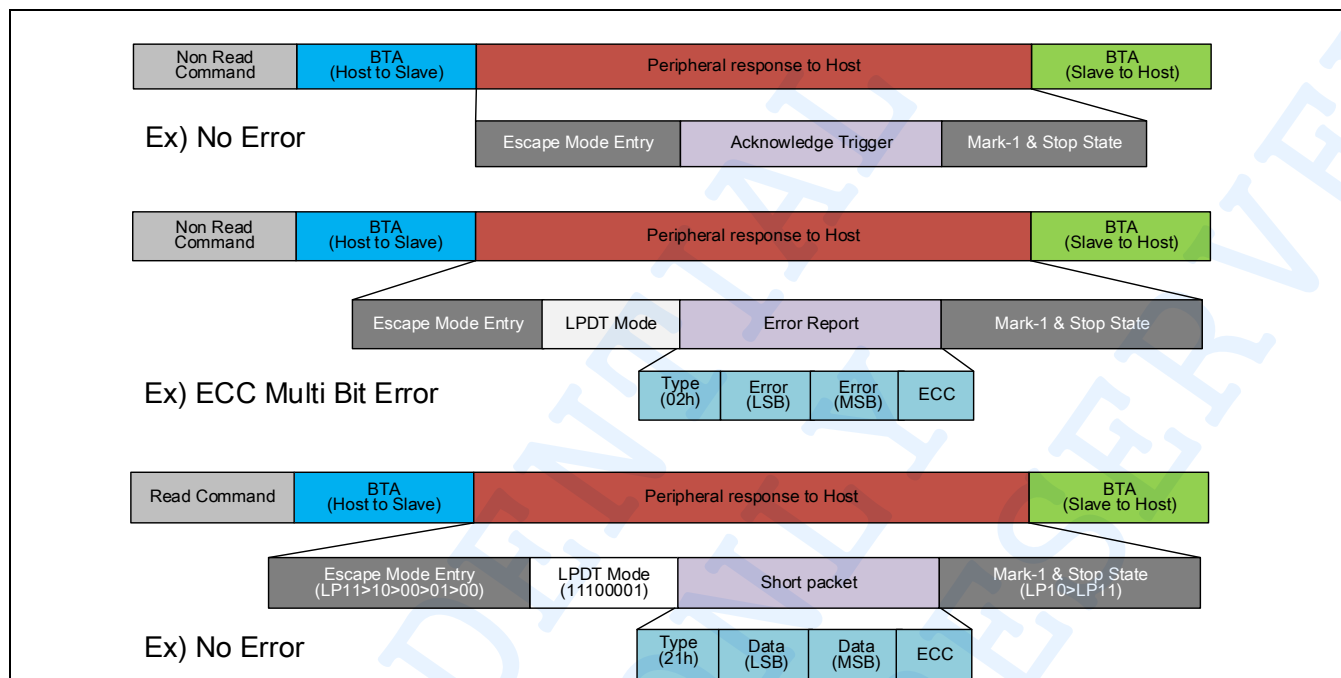 Non Read
Command
BTA
(Host to Slave)
Peripheral response to Host
BTA
(Slave to Host)
Ex) No Error
Escape Mode Entry
Acknowledge Trigger
Mark-1 & Stop State
Non Read
Command
BTA
(Host to Slave)
Peripheral response to Host
BTA
(Slave to Host)
Escape Mode Entry
LPDT Mode
Error Report
Mark-1 & Stop State
Ex) ECC Multi Bit Error
Type
(02h)
Error
(LSB)
Error
(MSB)
ECC
Read Command
BTA
(Host to Slave)
Peripheral response to Host
BTA
(Slave to Host)
Escape Mode Entry
(LP11>10>00>01>00)
LPDT Mode
(11100001)
Short packet
Mark-1 & Stop State
(LP10>LP11)
Ex) No Error
Type
(21h)
Data
(LSB)
Data
(MSB)
ECC
DENTIAL
ONLY
RESERVE